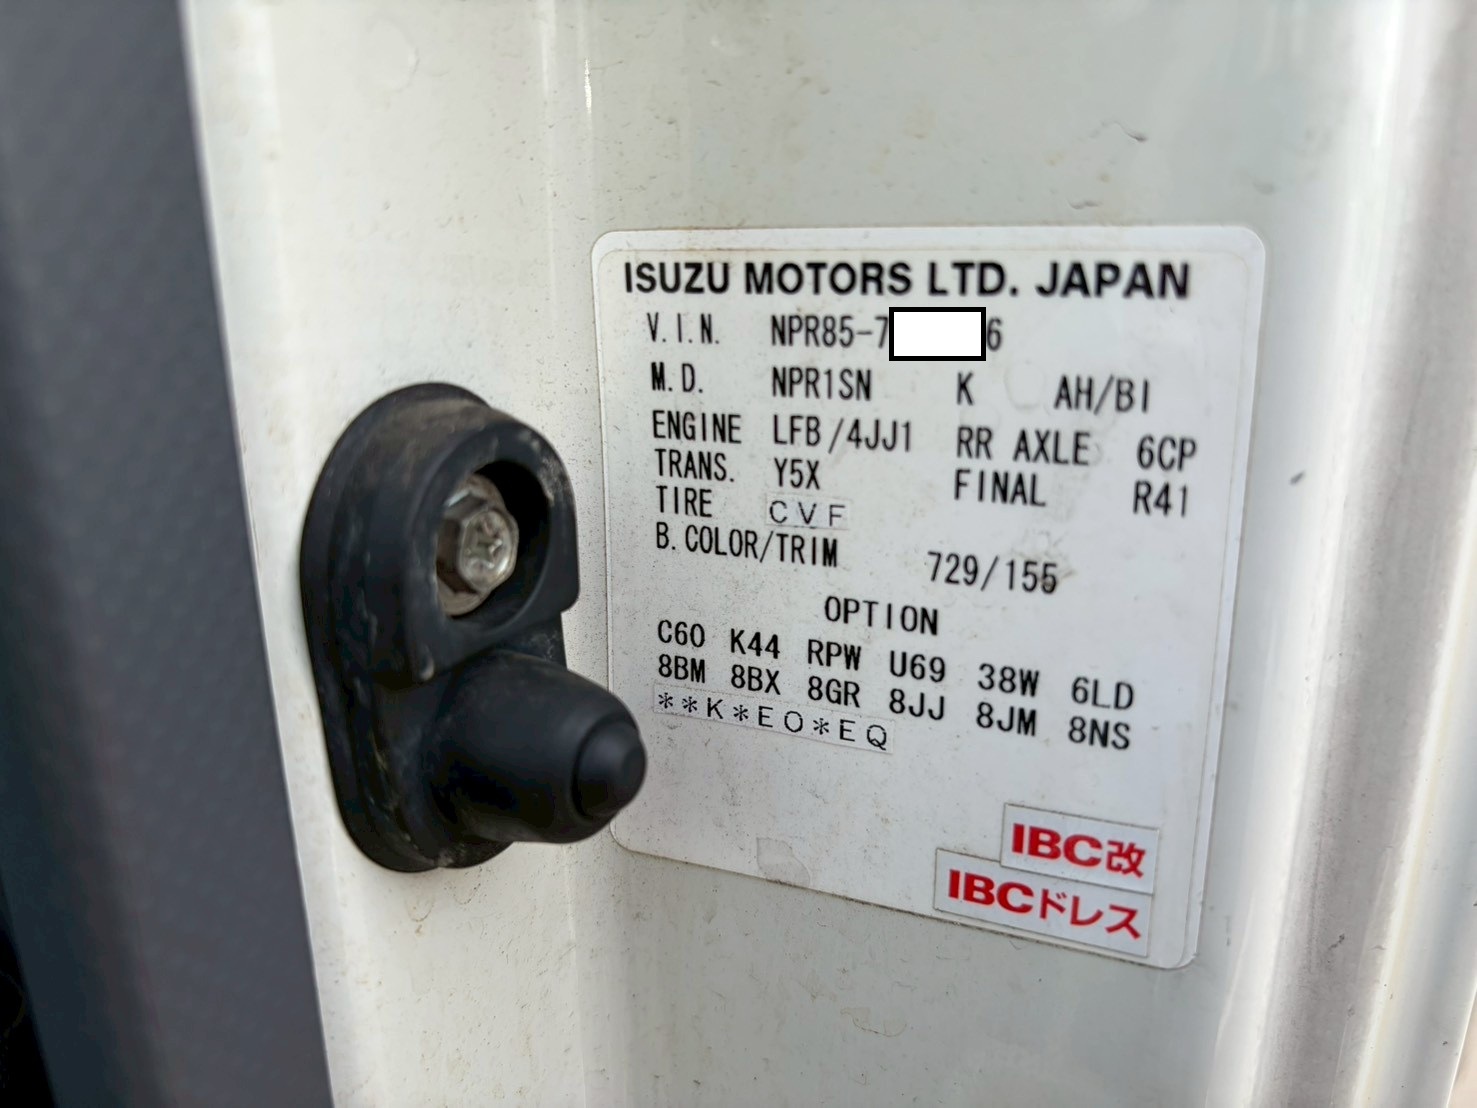 ISUZU MOTORS LTD. JAPAN
V.I.N. NPR85-7 6
M.D. NPR1SN K AH/BI
ENGINE LFB/4JJ1 RR AXLE 6CP
TRANS. Y5X FINAL R41
TIRE CVF
B.COLOR/TRIM 729/155
OPTION
C60 K44 RPW U69 38W 6LD
8BM 8BX 8GR 8JJ 8JM 8NS
**K*EO*EQ
IBC改
IBCドレス